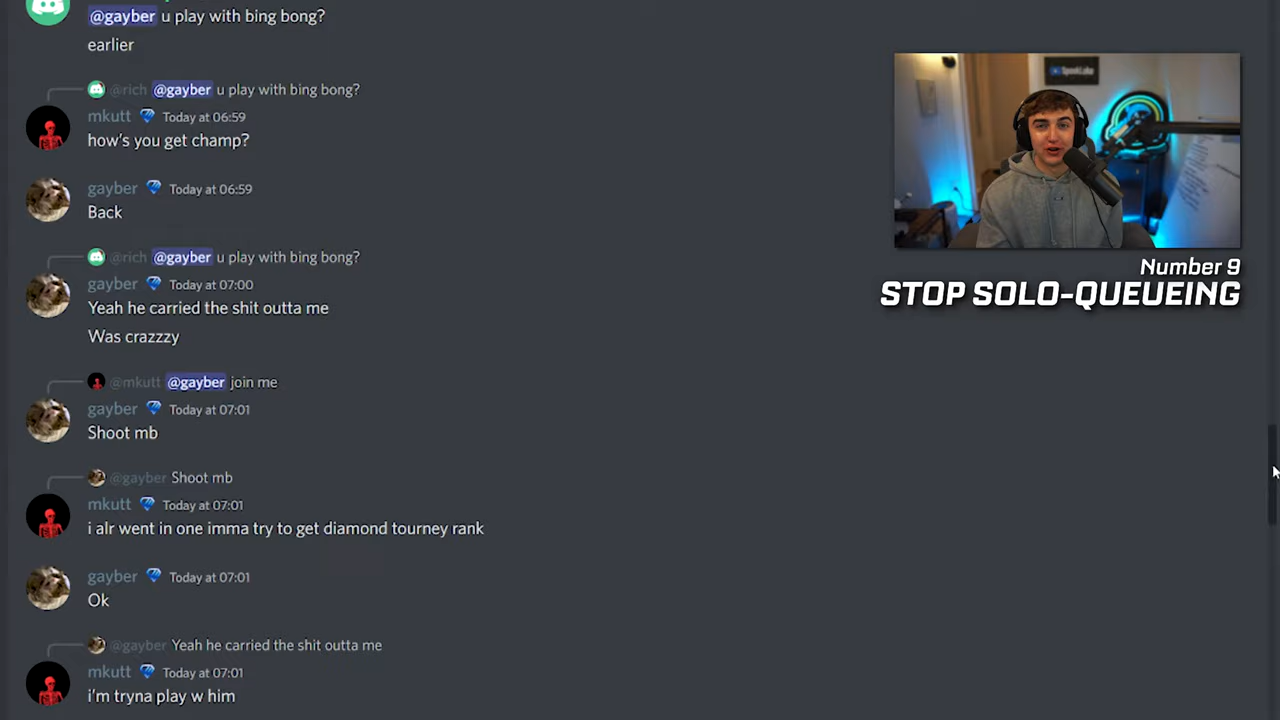 @gayber u play with bing bong?
earlier
@rich @gayber u play with bing bong?
mkutt Today at 06:59
how's you get champ?
gayber Today at 06:59
Back
@rich @gayber u play with bing bong?
gayber Today at 07:00
Yeah he carried the shit outta me
Was crazzzy
@mkutt @gayber join me
gayber Today at 07:01
Shoot mb
@gayber Shoot mb
mkutt Today at 07:01
i alr went in one imma try to get diamond tourney rank
gayber Today at 07:01
Ok
@gayber Yeah he carried the shit outta me
mkutt Today at 07:01
i'm tryna play w him
Number 9
STOP SOLO-QUEUEING